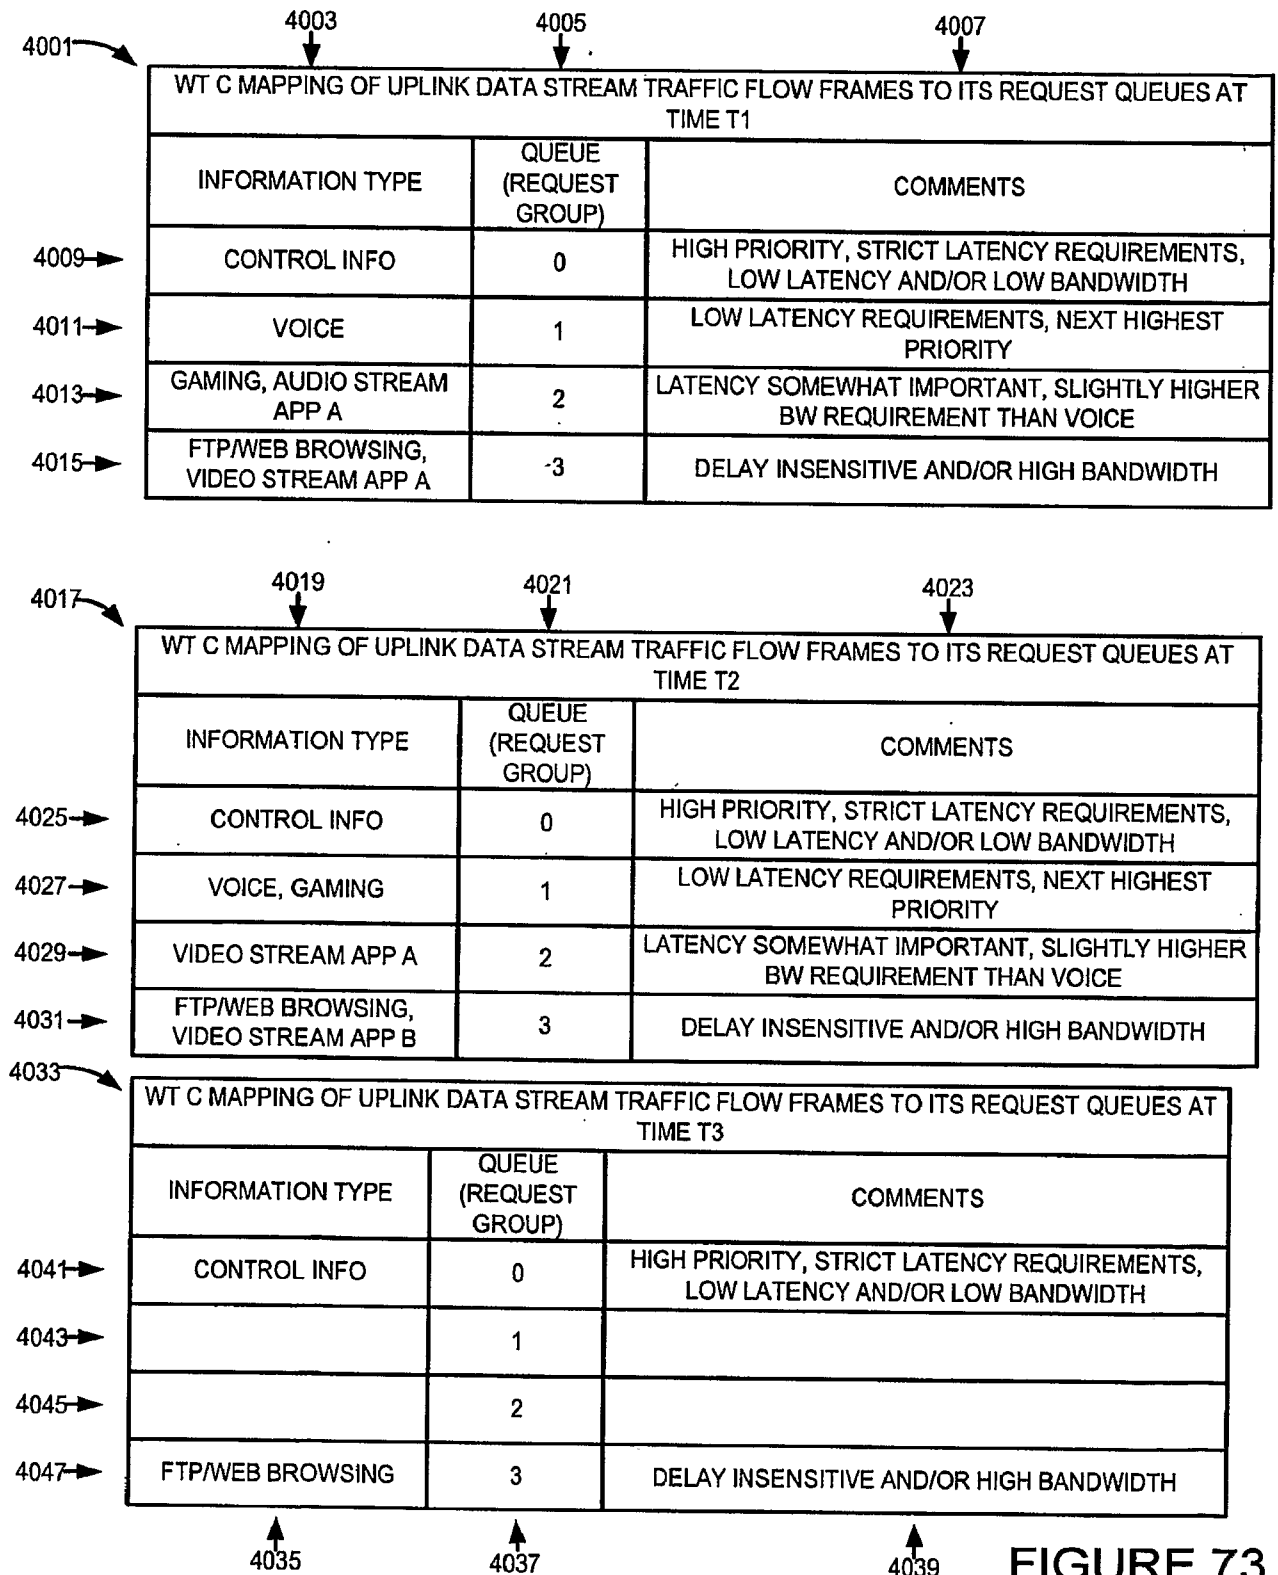 4003 4005 4007
4001
WT C MAPPING OF UPLINK DATA STREAM TRAFFIC FLOW FRAMES TO ITS REQUEST QUEUES AT
TIME T1
INFORMATION TYPE
QUEUE
(REQUEST
GROUP)
COMMENTS
4009
CONTROL INFO
0
HIGH PRIORITY, STRICT LATENCY REQUIREMENTS,
LOW LATENCY AND/OR LOW BANDWIDTH
4011
VOICE
1
LOW LATENCY REQUIREMENTS, NEXT HIGHEST
PRIORITY
4013
GAMING, AUDIO STREAM
APP A
2
LATENCY SOMEWHAT IMPORTANT, SLIGHTLY HIGHER
BW REQUIREMENT THAN VOICE
4015
FTP/WEB BROWSING,
VIDEO STREAM APP A
3
DELAY INSENSITIVE AND/OR HIGH BANDWIDTH
4019 4021 4023
4017
WT C MAPPING OF UPLINK DATA STREAM TRAFFIC FLOW FRAMES TO ITS REQUEST QUEUES AT
TIME T2
INFORMATION TYPE
QUEUE
(REQUEST
GROUP)
COMMENTS
4025
CONTROL INFO
0
HIGH PRIORITY, STRICT LATENCY REQUIREMENTS,
LOW LATENCY AND/OR LOW BANDWIDTH
4027
VOICE, GAMING
1
LOW LATENCY REQUIREMENTS, NEXT HIGHEST
PRIORITY
4029
VIDEO STREAM APP A
2
LATENCY SOMEWHAT IMPORTANT, SLIGHTLY HIGHER
BW REQUIREMENT THAN VOICE
4031
FTP/WEB BROWSING,
VIDEO STREAM APP B
3
DELAY INSENSITIVE AND/OR HIGH BANDWIDTH
4033
WT C MAPPING OF UPLINK DATA STREAM TRAFFIC FLOW FRAMES TO ITS REQUEST QUEUES AT
TIME T3
INFORMATION TYPE
QUEUE
(REQUEST
GROUP)
COMMENTS
4041
CONTROL INFO
0
HIGH PRIORITY, STRICT LATENCY REQUIREMENTS,
LOW LATENCY AND/OR LOW BANDWIDTH
4043
1
4045
2
4047
FTP/WEB BROWSING
3
DELAY INSENSITIVE AND/OR HIGH BANDWIDTH
4035 4037 4039
FIGURE 73